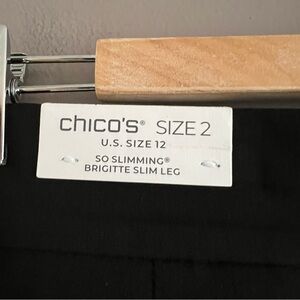 chico's® SIZE 2
U.S. SIZE 12
SO SLIMMING®
BRIGITTE SLIM LEG